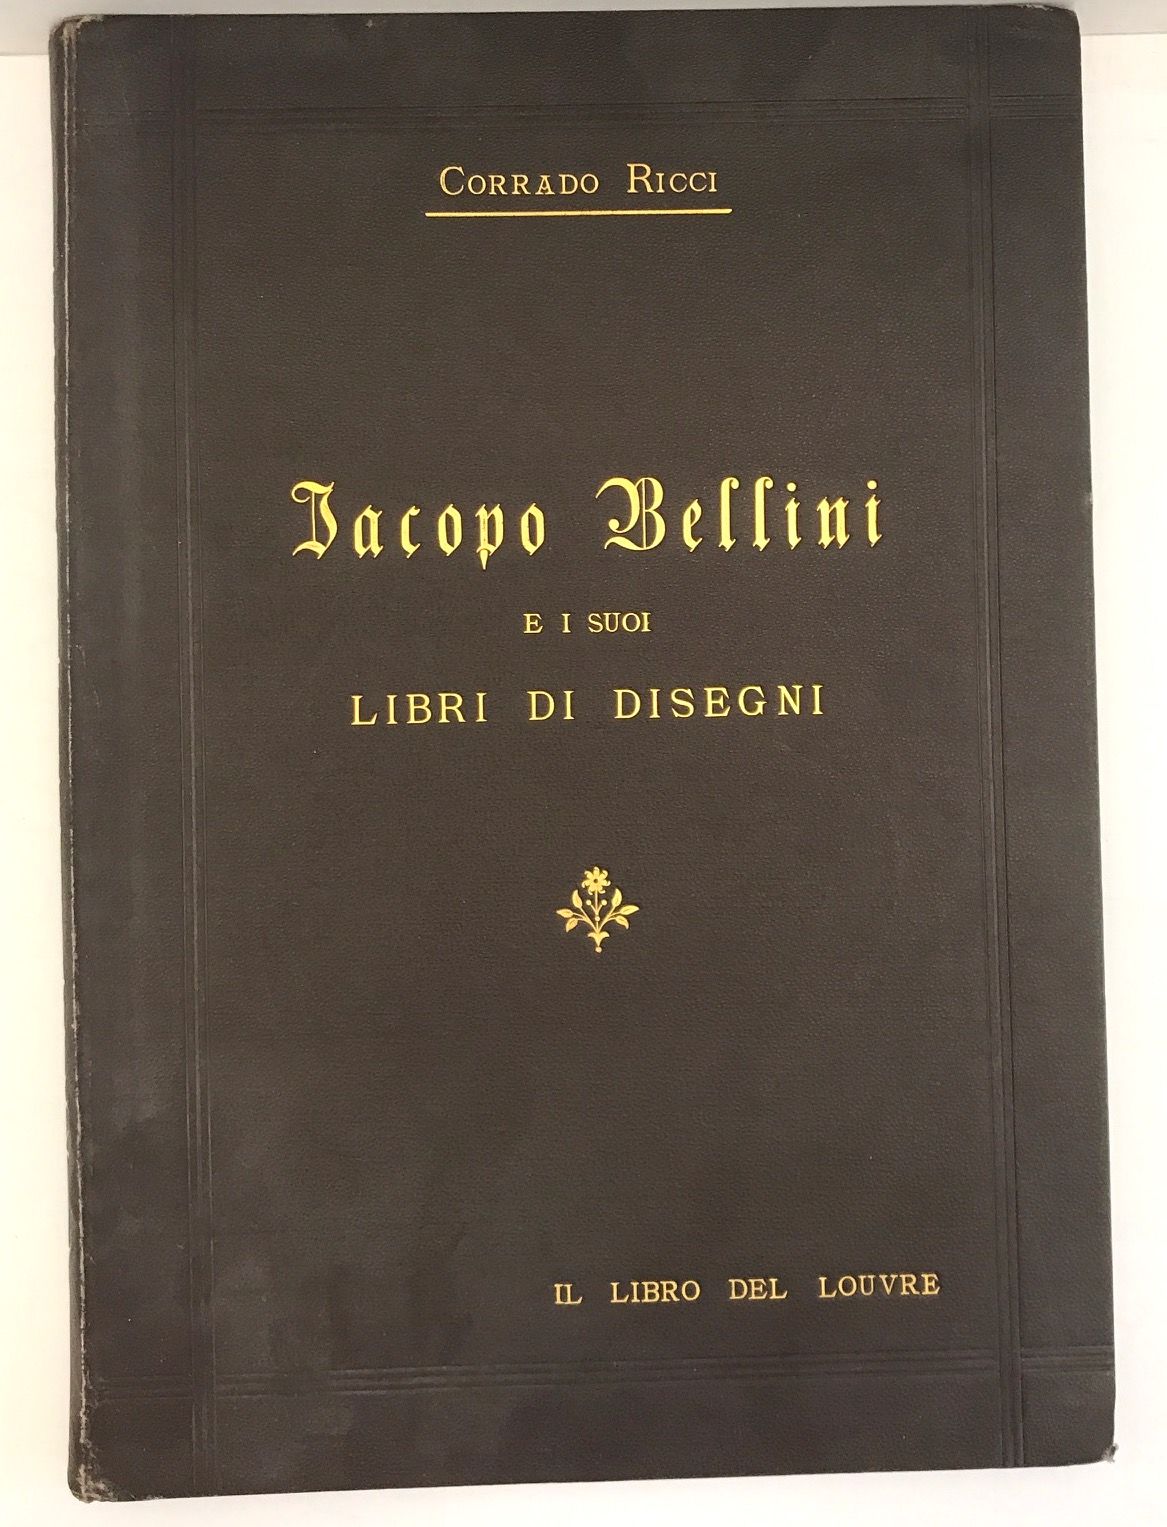 Corrado Ricci
Jacopo Bellini
E I SUOI
LIBRI DI DISEGNI
IL LIBRO DEL LOUVRE